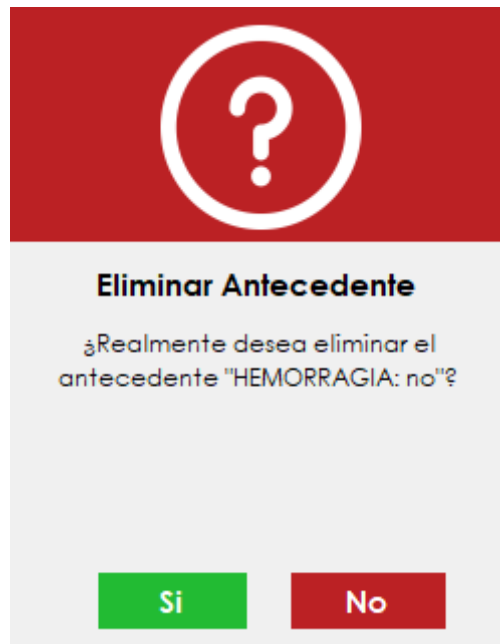 Eliminar Antecedente
¿Realmente desea eliminar el
antecedente "HEMORRAGIA: no"?
Si
No